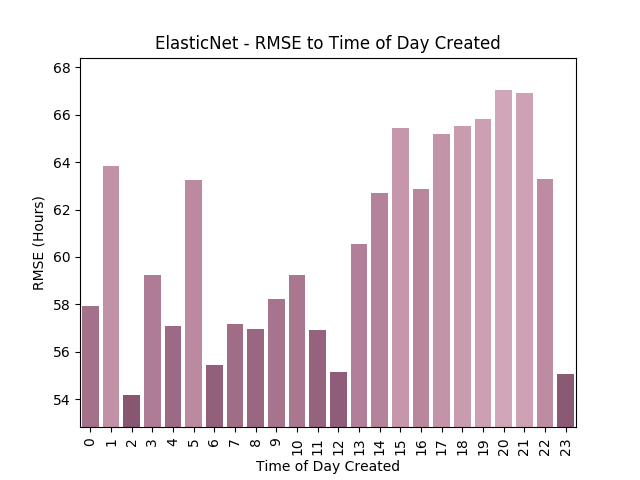 ElasticNet - RMSE to Time of Day Created
68
66
64
62
60
58
56
54
RMSE (Hours)
0 1 2 3 4 5 6 7 8 9 10 11 12 13 14 15 16 17 18 19 20 21 22 23
Time of Day Created